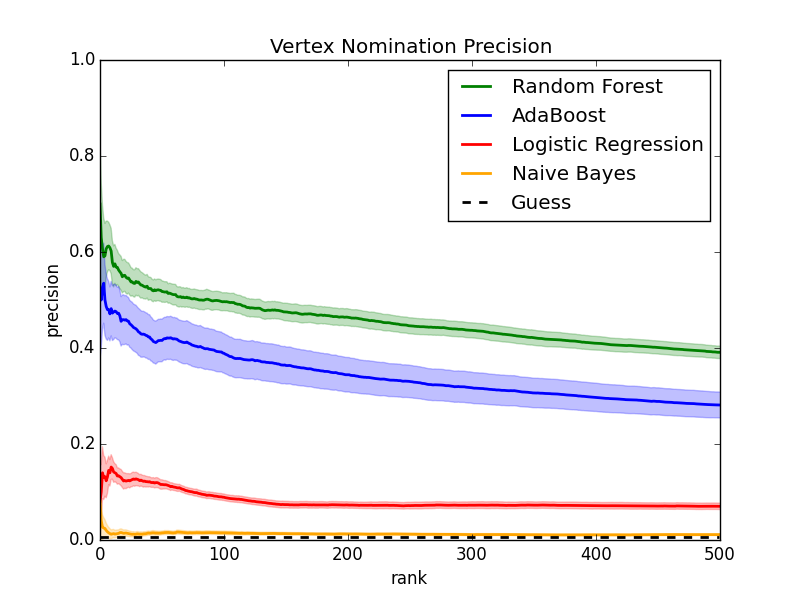 Vertex Nomination Precision
1.0
0.8
0.6
0.4
0.2
0.0
precision
Random Forest
AdaBoost
Logistic Regression
Naive Bayes
Guess
0 100 200 300 400 500
rank